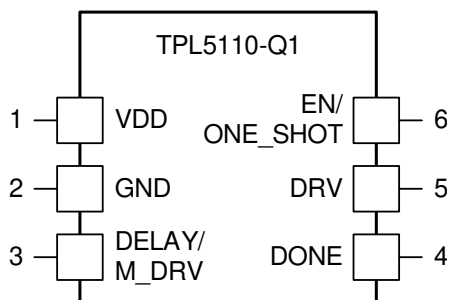 TPL5110-Q1
1 VDD EN/ ONE_SHOT 6
2 GND DRV 5
3 DELAY/ M_DRV DONE 4